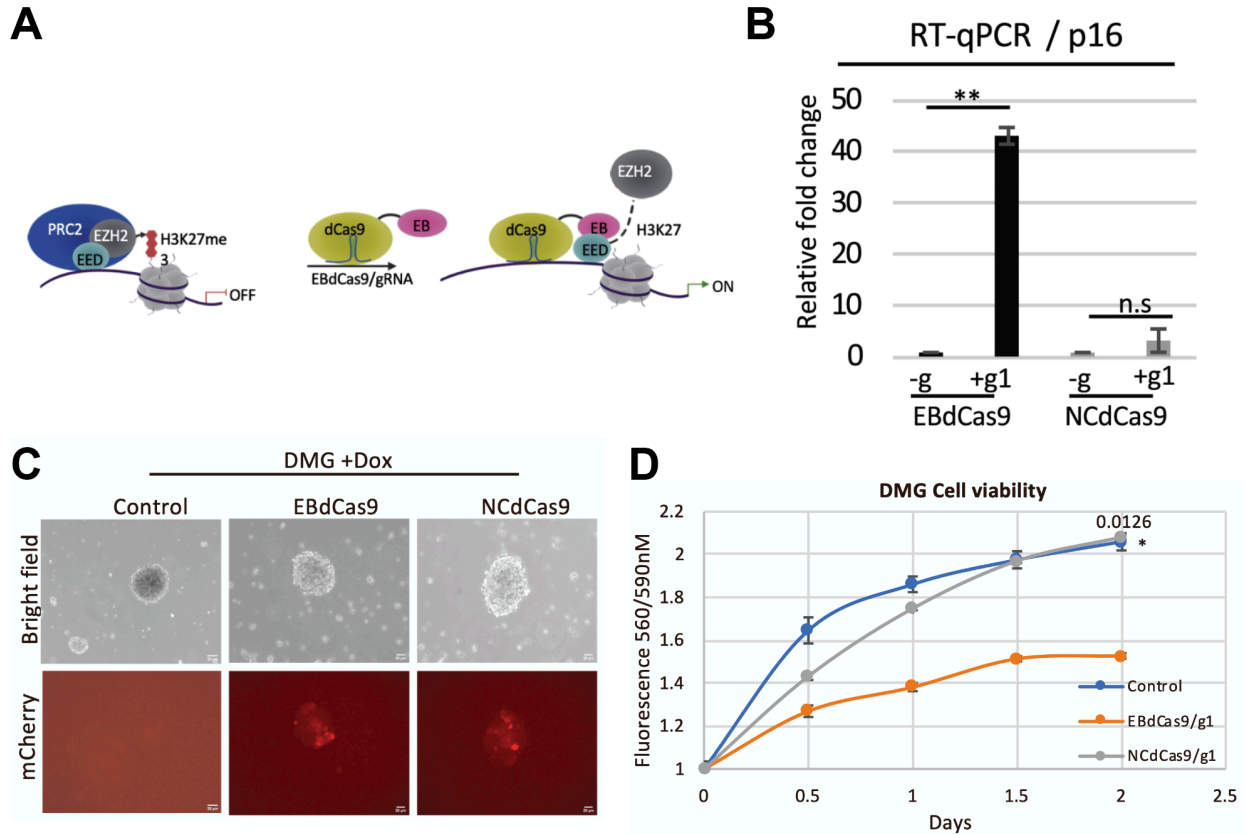 A
PRC2
EZH2
EED
H3K27me
3
OFF
dCas9
EB
EBdCas9/gRNA
EZH2
dCas9
EB
EED
H3K27
ON
B
RT-qPCR / p16
Relative fold change
50
40
30
20
10
0
**
n.s
-g
+g1
-g
+g1
EBdCas9
NCdCas9
C
DMG +Dox
Control
EBdCas9
NCdCas9
Bright field
mCherry
D
DMG Cell viability
Fluorescence 560/590nM
2.2
2
1.8
1.6
1.4
1.2
1
0.0126
*
Control
EBdCas9/g1
NCdCas9/g1
0
0.5
1
1.5
2
2.5
Days